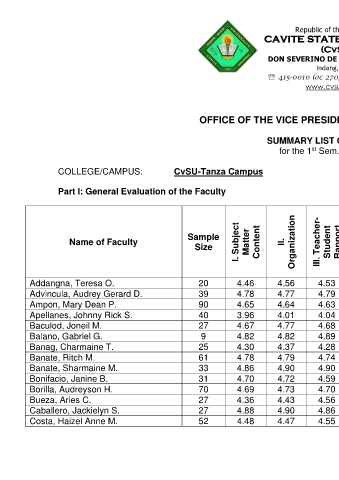 Republic of th
CAVITE STATE
(CvS
DON SEVERINO DE
Indang,
☏ 415-0010 loc 270,
www.cvsu
OFFICE OF THE VICE PRESID
SUMMARY LIST O
for the 1st Sem.
COLLEGE/CAMPUS: CvSU-Tanza Campus
Part I: General Evaluation of the Faculty
Name of Faculty Sample Size I. Subject Matter Content II. Organization III. Teacher-Student Rapport
Addangna, Teresa O. 20 4.46 4.56 4.53
Advincula, Audrey Gerard D. 39 4.78 4.77 4.79
Ampon, Mary Dean P. 90 4.65 4.64 4.63
Apellanes, Johnny Rick S. 40 3.96 4.01 4.04
Baculod, Joneil M. 27 4.67 4.77 4.68
Balano, Gabriel G. 9 4.82 4.82 4.89
Banag, Charmaine T. 25 4.30 4.37 4.28
Banate, Ritch M. 61 4.78 4.79 4.74
Banate, Sharmaine M. 33 4.86 4.90 4.90
Bonifacio, Janine B. 31 4.70 4.72 4.59
Borilla, Audreyson H. 70 4.69 4.73 4.70
Bueza, Aries C. 27 4.36 4.43 4.56
Caballero, Jackielyn S. 27 4.88 4.90 4.86
Costa, Haizel Anne M. 52 4.48 4.47 4.55